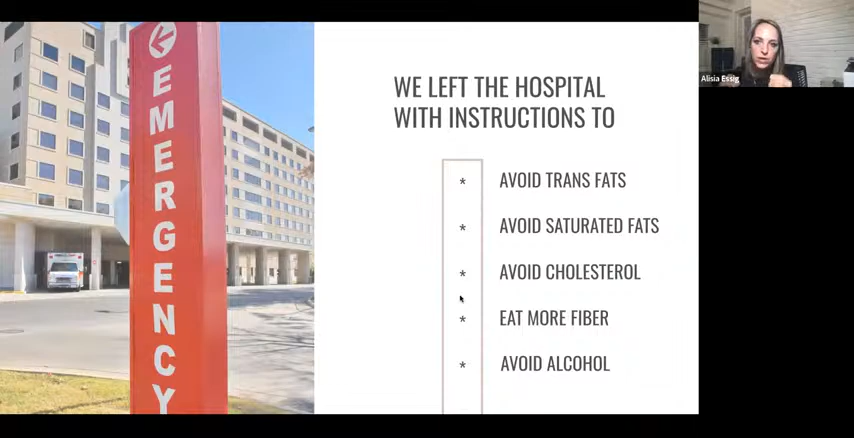 EMERGENCY
WE LEFT THE HOSPITAL
WITH INSTRUCTIONS TO
* AVOID TRANS FATS
* AVOID SATURATED FATS
* AVOID CHOLESTEROL
* EAT MORE FIBER
* AVOID ALCOHOL
Alisia Essig